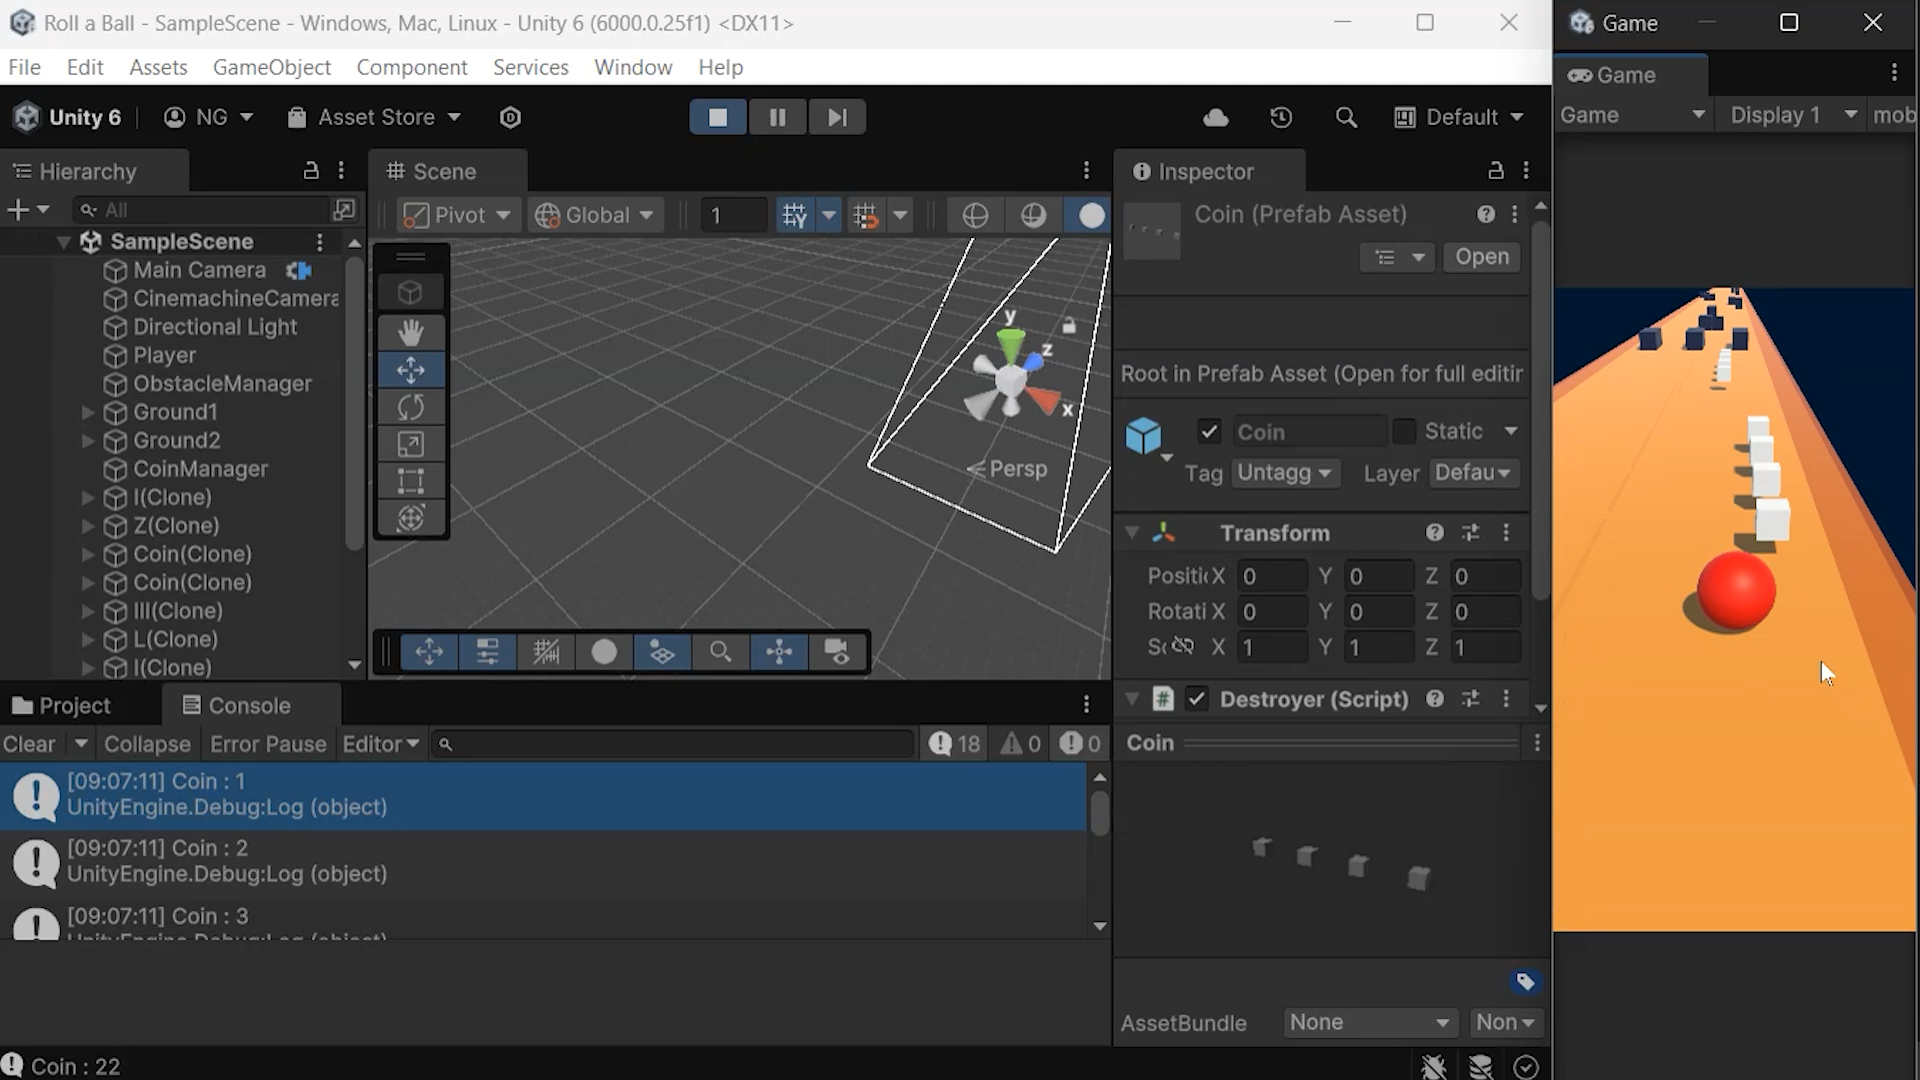 Roll a Ball - SampleScene - Windows, Mac, Linux - Unity 6 (6000.0.25f1) <DX11>
Game
File Edit Assets GameObject Component Services Window Help
Game
Unity 6 NG Asset Store Default
Game Display 1 mob
Hierarchy Scene Inspector
All
Pivot Global 1
Coin (Prefab Asset)
Open
SampleScene
Main Camera
CinemachineCamera
Directional Light
Player
ObstacleManager
Ground1
Ground2
CoinManager
I(Clone)
Z(Clone)
Coin(Clone)
Coin(Clone)
III(Clone)
L(Clone)
I(Clone)
y
z
x
Persp
Root in Prefab Asset (Open for full editir
Coin Static
Tag Untagg Layer Defau
Transform
Positi X 0 Y 0 Z 0
Rotati X 0 Y 0 Z 0
Sc X 1 Y 1 Z 1
Destroyer (Script)
Coin
AssetBundle None Non
Project Console
Clear Collapse Error Pause Editor 18 0 0
[09:07:11] Coin : 1
UnityEngine.Debug:Log (object)
[09:07:11] Coin : 2
UnityEngine.Debug:Log (object)
[09:07:11] Coin : 3
UnityEngine.Debug:Log (object)
Coin : 22